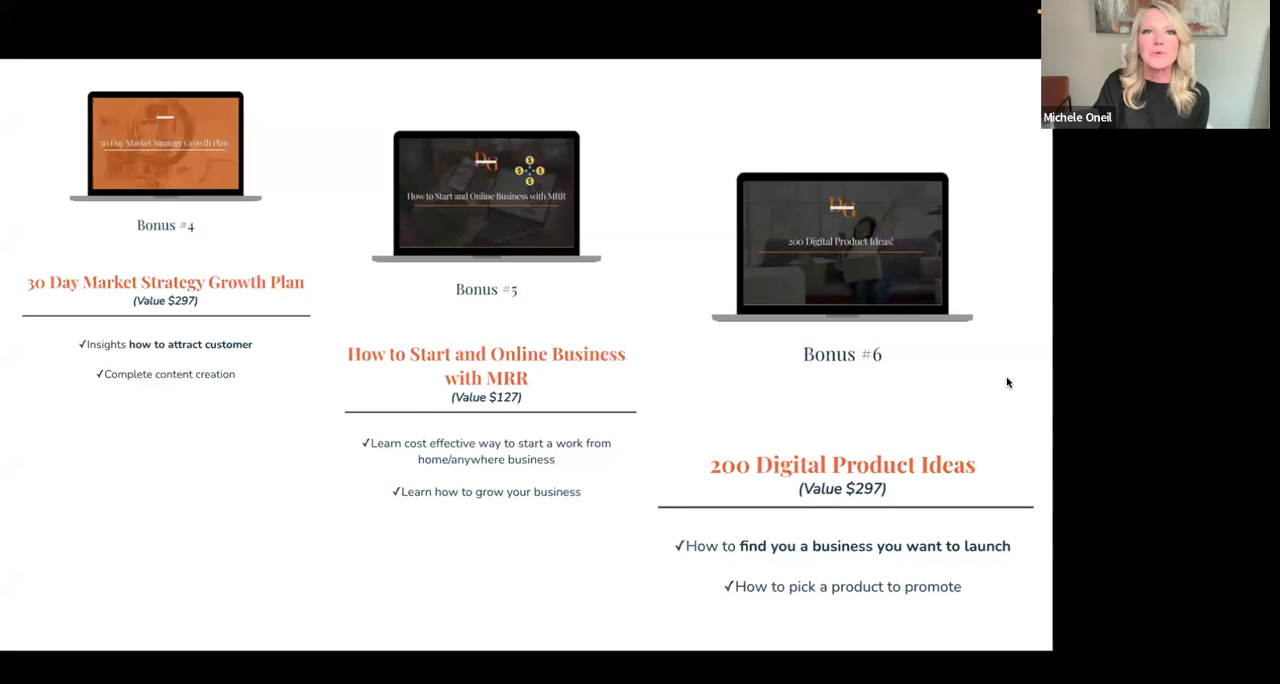 Michele Oneil
30 Day Market Strategy Growth Plan
Bonus #4
30 Day Market Strategy Growth Plan
(Value $297)
✓Insights how to attract customer
✓Complete content creation
DG
How to Start and Online Business with MRR
Bonus #5
How to Start and Online Business
with MRR
(Value $127)
✓Learn cost effective way to start a work from
home/anywhere business
✓Learn how to grow your business
DG
200 Digital Product Ideas!
Bonus #6
200 Digital Product Ideas
(Value $297)
✓How to find you a business you want to launch
✓How to pick a product to promote